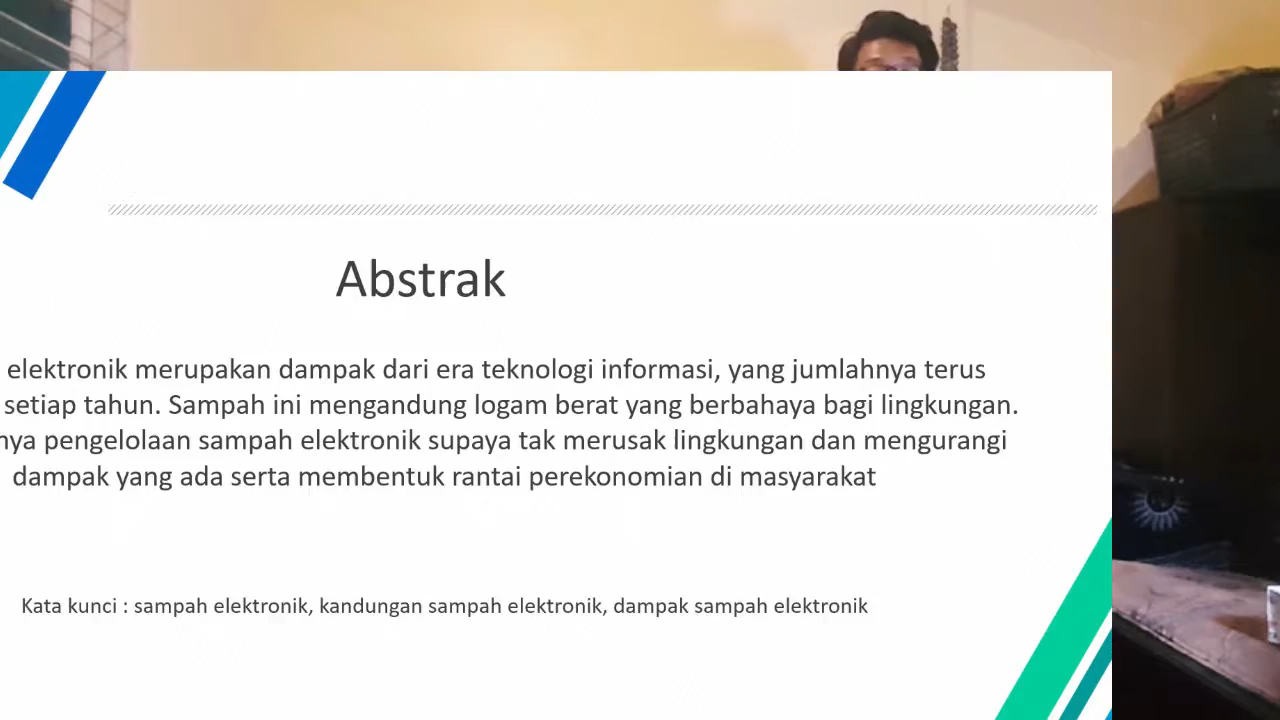 Abstrak
elektronik merupakan dampak dari era teknologi informasi, yang jumlahnya terus
setiap tahun. Sampah ini mengandung logam berat yang berbahaya bagi lingkungan.
nya pengelolaan sampah elektronik supaya tak merusak lingkungan dan mengurangi
dampak yang ada serta membentuk rantai perekonomian di masyarakat
Kata kunci : sampah elektronik, kandungan sampah elektronik, dampak sampah elektronik